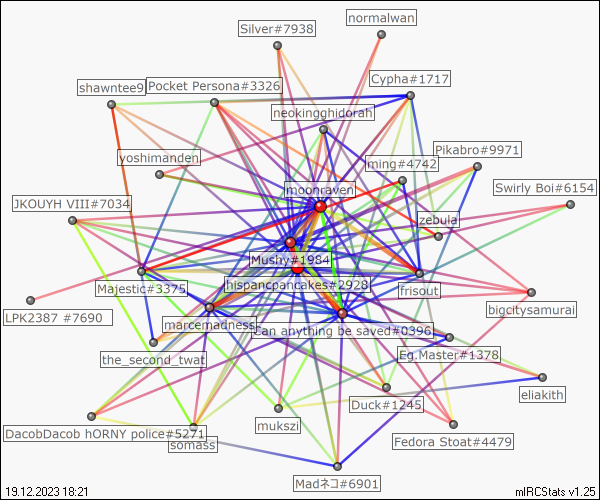 normalwan
Silver#7938
Cypha#1717
shawntee9
Pocket Persona#3326
neokingghidorah
Pikabro#9971
yoshimanden
iming#4742
Swirly Boi#6154
moonraven
JKOUYH VIII#7034
zebula
Mushy#1984
Majestic#3375
hispancpancakes#2928
frisout
LPK2387 #7690
bigcitysamurai
marcemadness
Can anything be saved#0396
the_second_twat
Eg.Master#1378
eliakith
Duck#1245
DacobDacob hORNY police#5271
mukszi
somass
Fedora Stoat#4479
Madネコ#6901
19.12.2023 18:21
mIRCStats v1.25